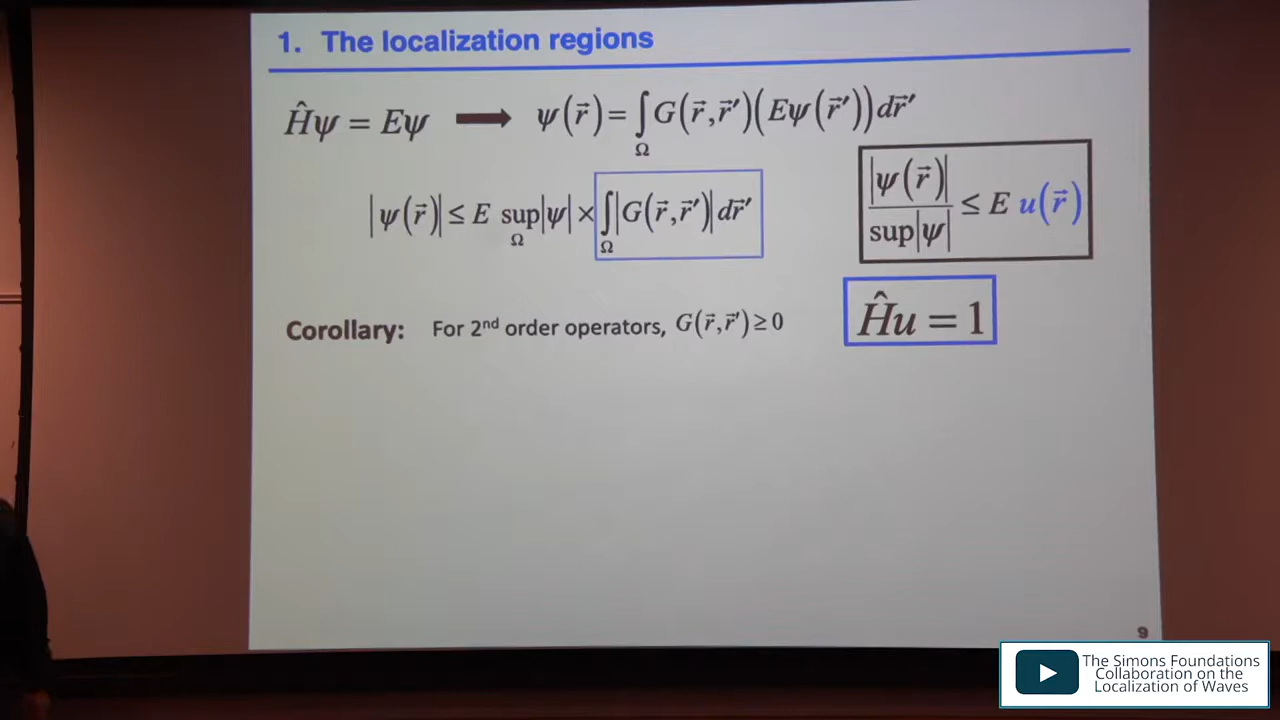 1. The localization regions
Ĥψ = Eψ ⟹ ψ(r⃗) = ∫_Ω G(r⃗,r⃗′)(Eψ(r⃗′))dr⃗′
|ψ(r⃗)| ≤ E sup_Ω|ψ| × ∫_Ω|G(r⃗,r⃗′)|dr⃗′
|ψ(r⃗)| / sup|ψ| ≤ E u(r⃗)
Corollary: For 2nd order operators, G(r⃗,r⃗′) ≥ 0
Ĥu = 1
9
The Simons Foundations
Collaboration on the
Localization of Waves